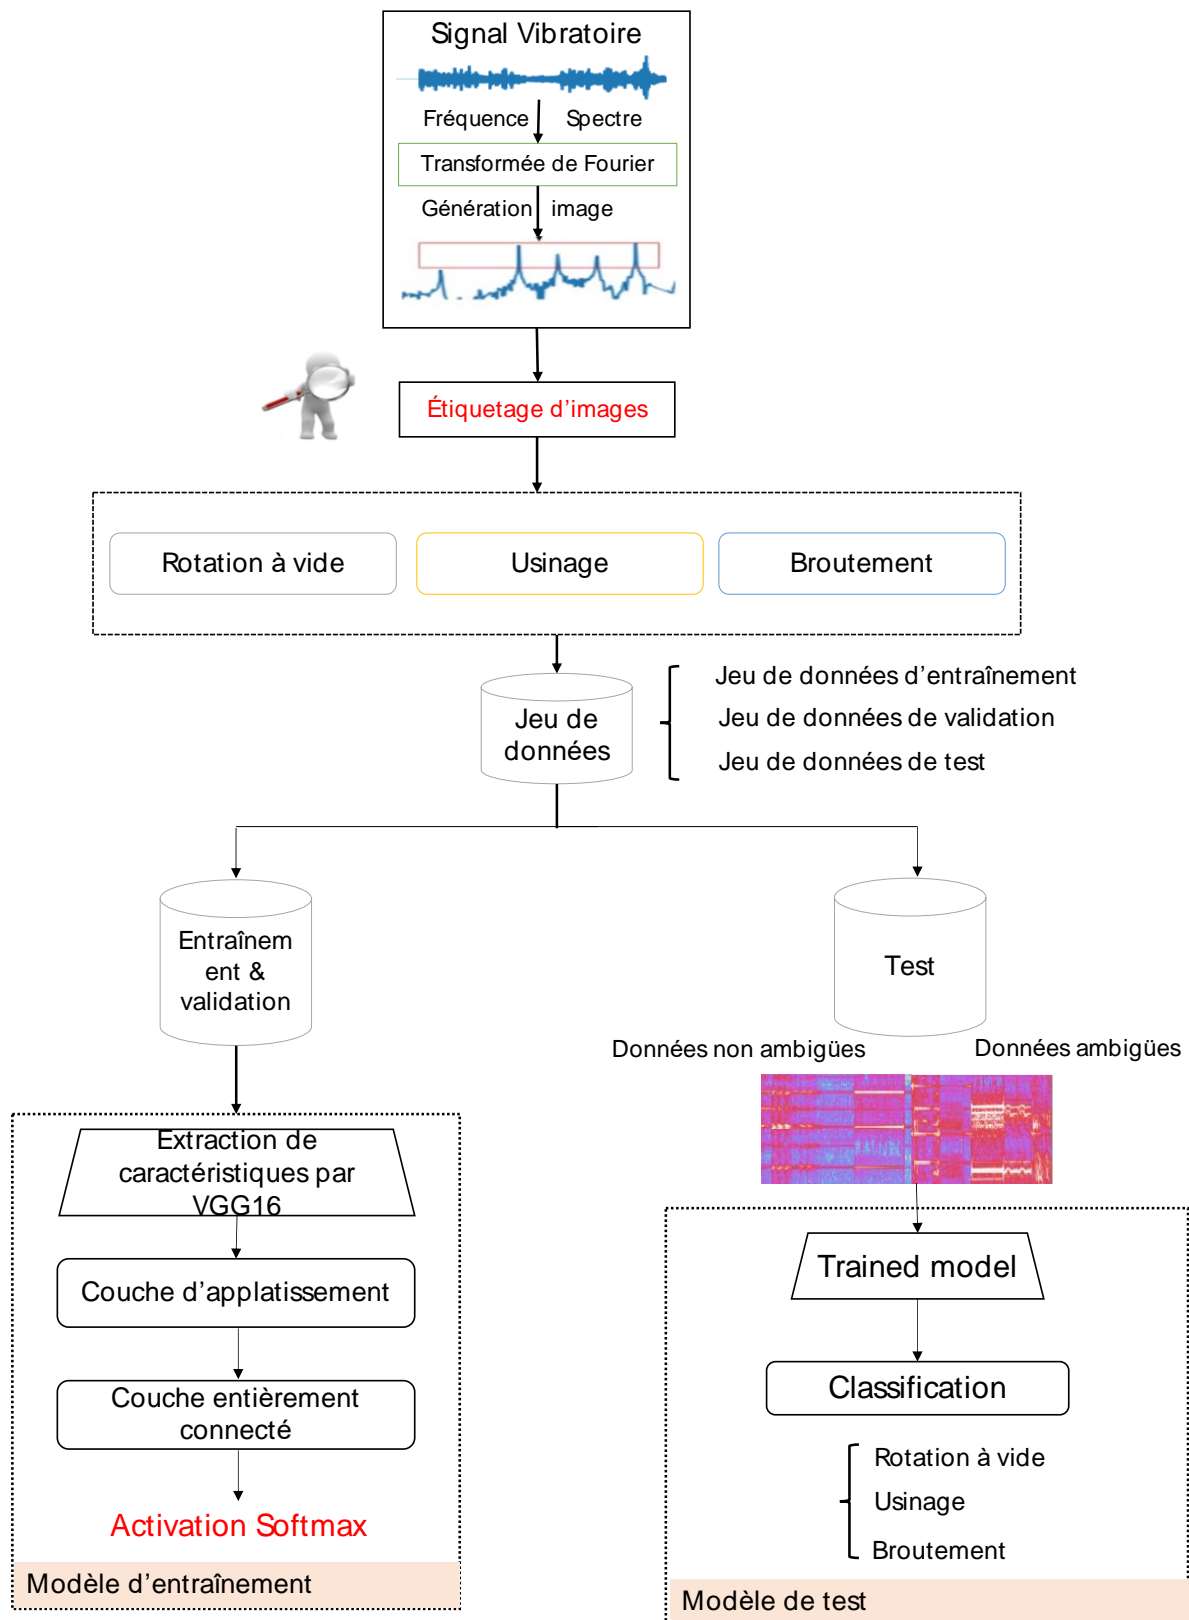 Signal Vibratoire
Fréquence Spectre
Transformée de Fourier
Génération image
Étiquetage d'images
Rotation à vide
Usinage
Broutement
Jeu de
données
Jeu de données d'entraînement
Jeu de données de validation
Jeu de données de test
Entraînem
ent &
validation
Test
Données non ambigües
Données ambigües
Extraction de
caractéristiques par
VGG16
Couche d'applatissement
Couche entièrement
connecté
Activation Softmax
Modèle d'entraînement
Trained model
Classification
Rotation à vide
Usinage
Broutement
Modèle de test